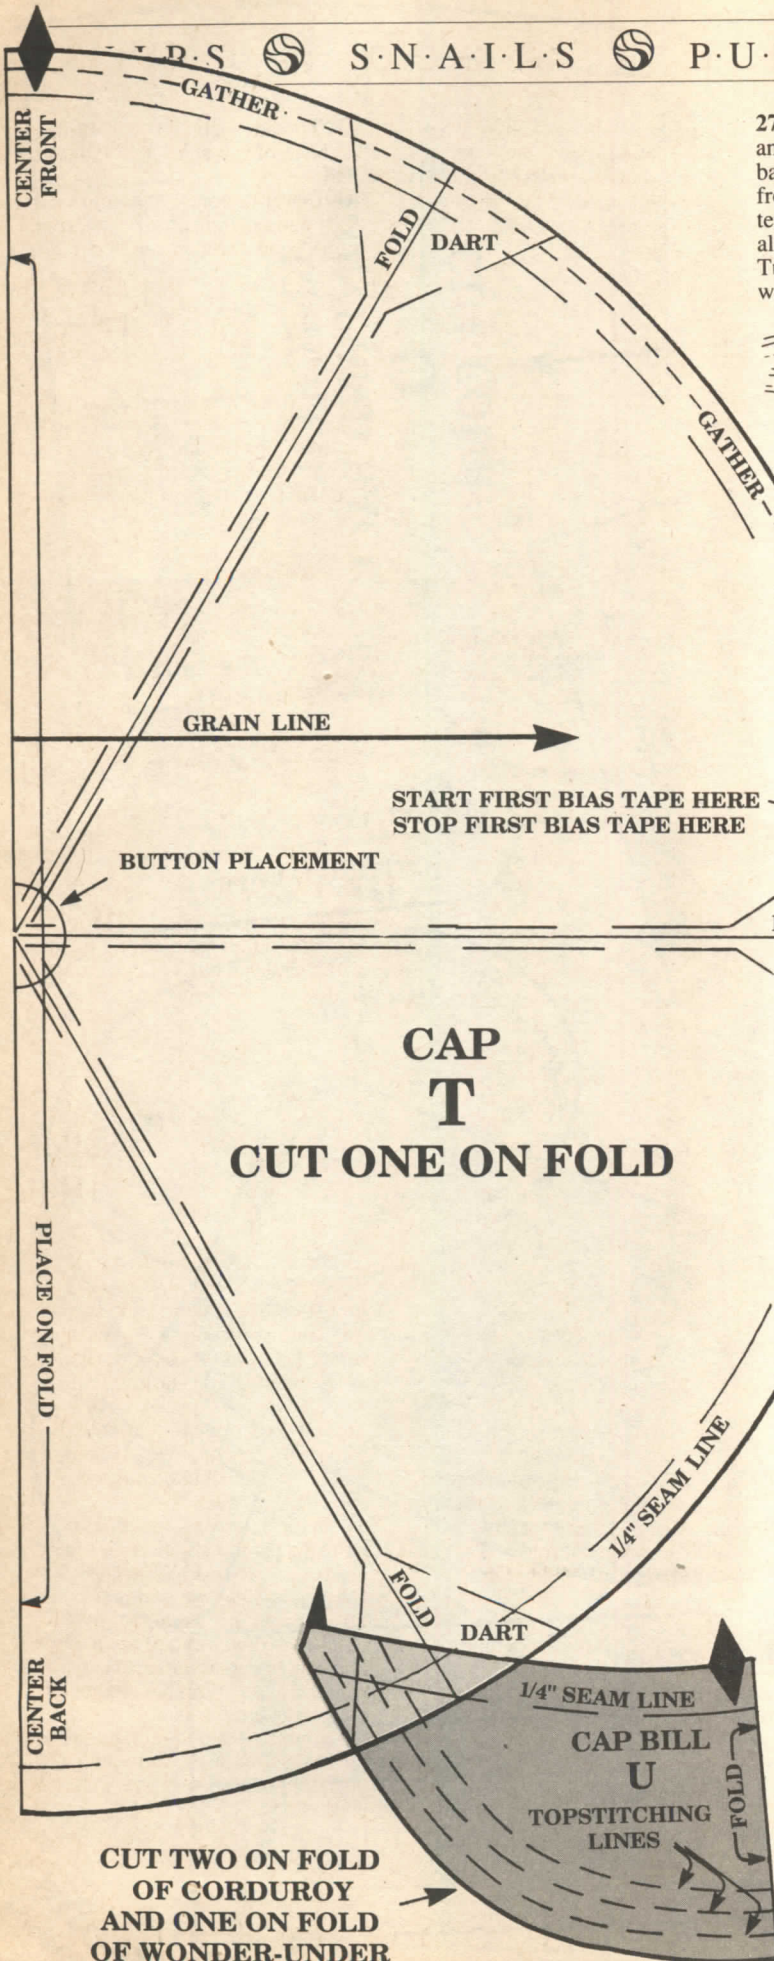 S·N·A·I·L·S P·U·
27
GATHER
CENTER
FRONT
FOLD
DART
GATHER
GRAIN LINE
START FIRST BIAS TAPE HERE
STOP FIRST BIAS TAPE HERE
BUTTON PLACEMENT
CAP
T
CUT ONE ON FOLD
PLACE ON FOLD
1/4" SEAM LINE
FOLD
DART
CENTER
BACK
1/4" SEAM LINE
CAP BILL
U
FOLD
TOPSTITCHING
LINES
CUT TWO ON FOLD
OF CORDUROY
AND ONE ON FOLD
OF WONDER-UNDER